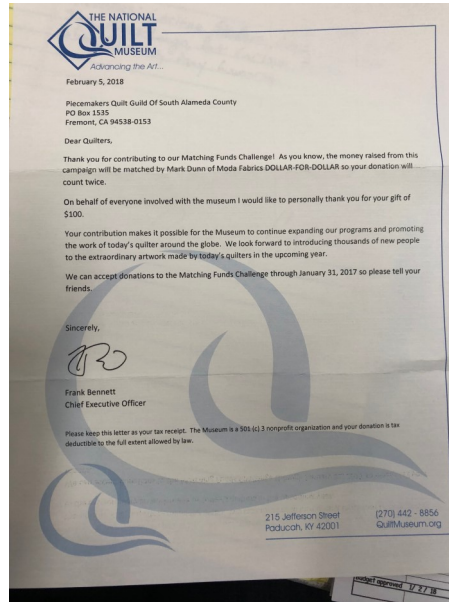 THE NATIONAL
QUILT
MUSEUM
Advancing the Art...
February 5, 2018
Piecemakers Quilt Guild Of South Alameda County
PO Box 1535
Fremont, CA 94538-0153
Dear Quilters,
Thank you for contributing to our Matching Funds Challenge! As you know, the money raised from this
campaign will be matched by Mark Dunn of Moda Fabrics DOLLAR-FOR-DOLLAR so your donation will
count twice.
On behalf of everyone involved with the museum I would like to personally thank you for your gift of
$100.
Your contribution makes it possible for the Museum to continue expanding our programs and promoting
the work of today's quilter around the globe. We look forward to introducing thousands of new people
to the extraordinary artwork made by today's quilters in the upcoming year.
We can accept donations to the Matching Funds Challenge through January 31, 2017 so please tell your
friends.
Sincerely,
Frank Bennett
Chief Executive Officer
Please keep this letter as your tax receipt. The Museum is a 501 (c) 3 nonprofit organization and your donation is tax
deductible to the full extent allowed by law.
215 Jefferson Street
Paducah, KY 42001
(270) 442 - 8856
QuiltMuseum.org
Budget approved 1/2/18